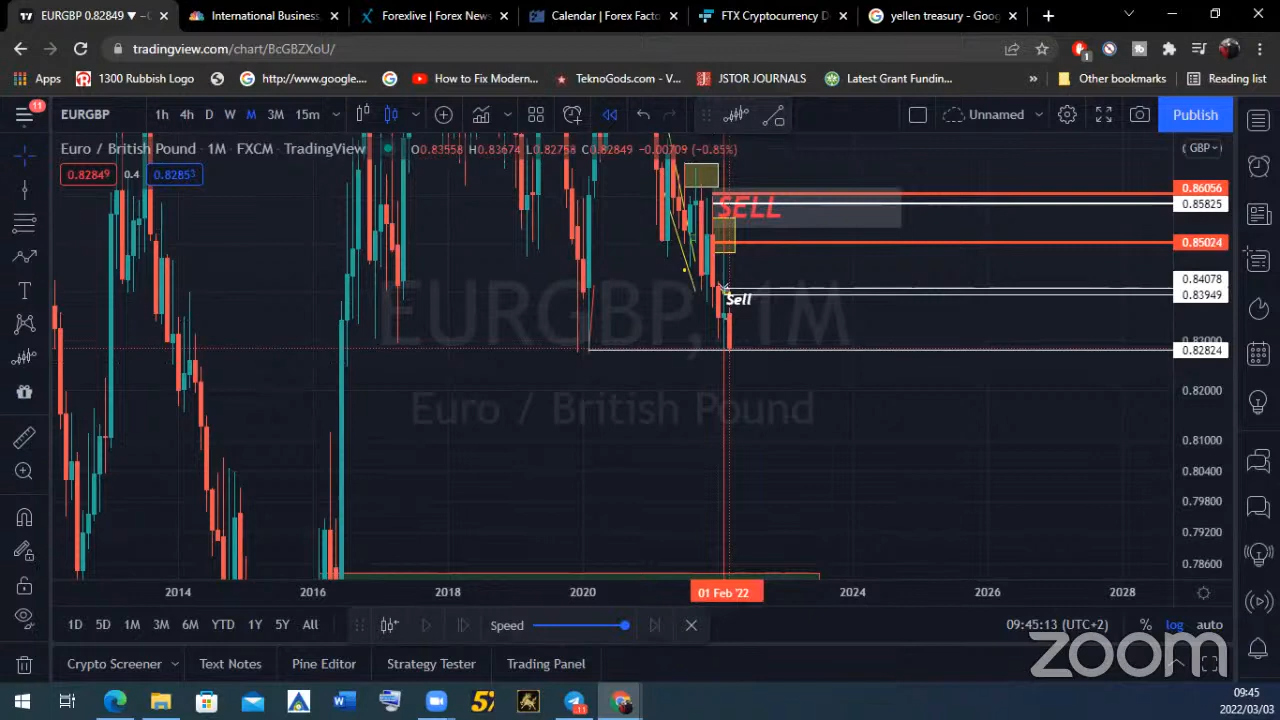 EURGBP 0.82849 ▼ −0
International Business,
Forexlive | Forex News
Calendar | Forex Facto
FTX Cryptocurrency D
yellen treasury - Goog
tradingview.com/chart/BcGBZXoU/
1
Apps
1300 Rubbish Logo
http://www.google....
How to Fix Modern...
TeknoGods.com - V...
JSTOR JOURNALS
Latest Grant Fundin...
»
Other bookmarks
Reading list
11
EURGBP
1h 4h D W M 3M 15m
Unnamed
Publish
Euro / British Pound · 1M · FXCM · TradingView
O0.83558 H0.83674 L0.82758 C0.82849 −0.00709 (−0.85%)
GBP
0.82849 0.4 0.82853
0.86056
0.85825
SELL
0.85024
0.84078
0.83949
Sell
EURGBP, 1M
0.83000
0.82824
0.82000
Euro / British Pound
0.81000
0.80400
0.79800
0.79200
0.78600
2014 2016 2018 2020 01 Feb '22 2024 2026 2028
1D 5D 1M 3M 6M YTD 1Y 5Y All
Speed
09:45:13 (UTC+2)
% log auto
zoom
Crypto Screener
Text Notes
Pine Editor
Strategy Tester
Trading Panel
09:45
2022/03/03